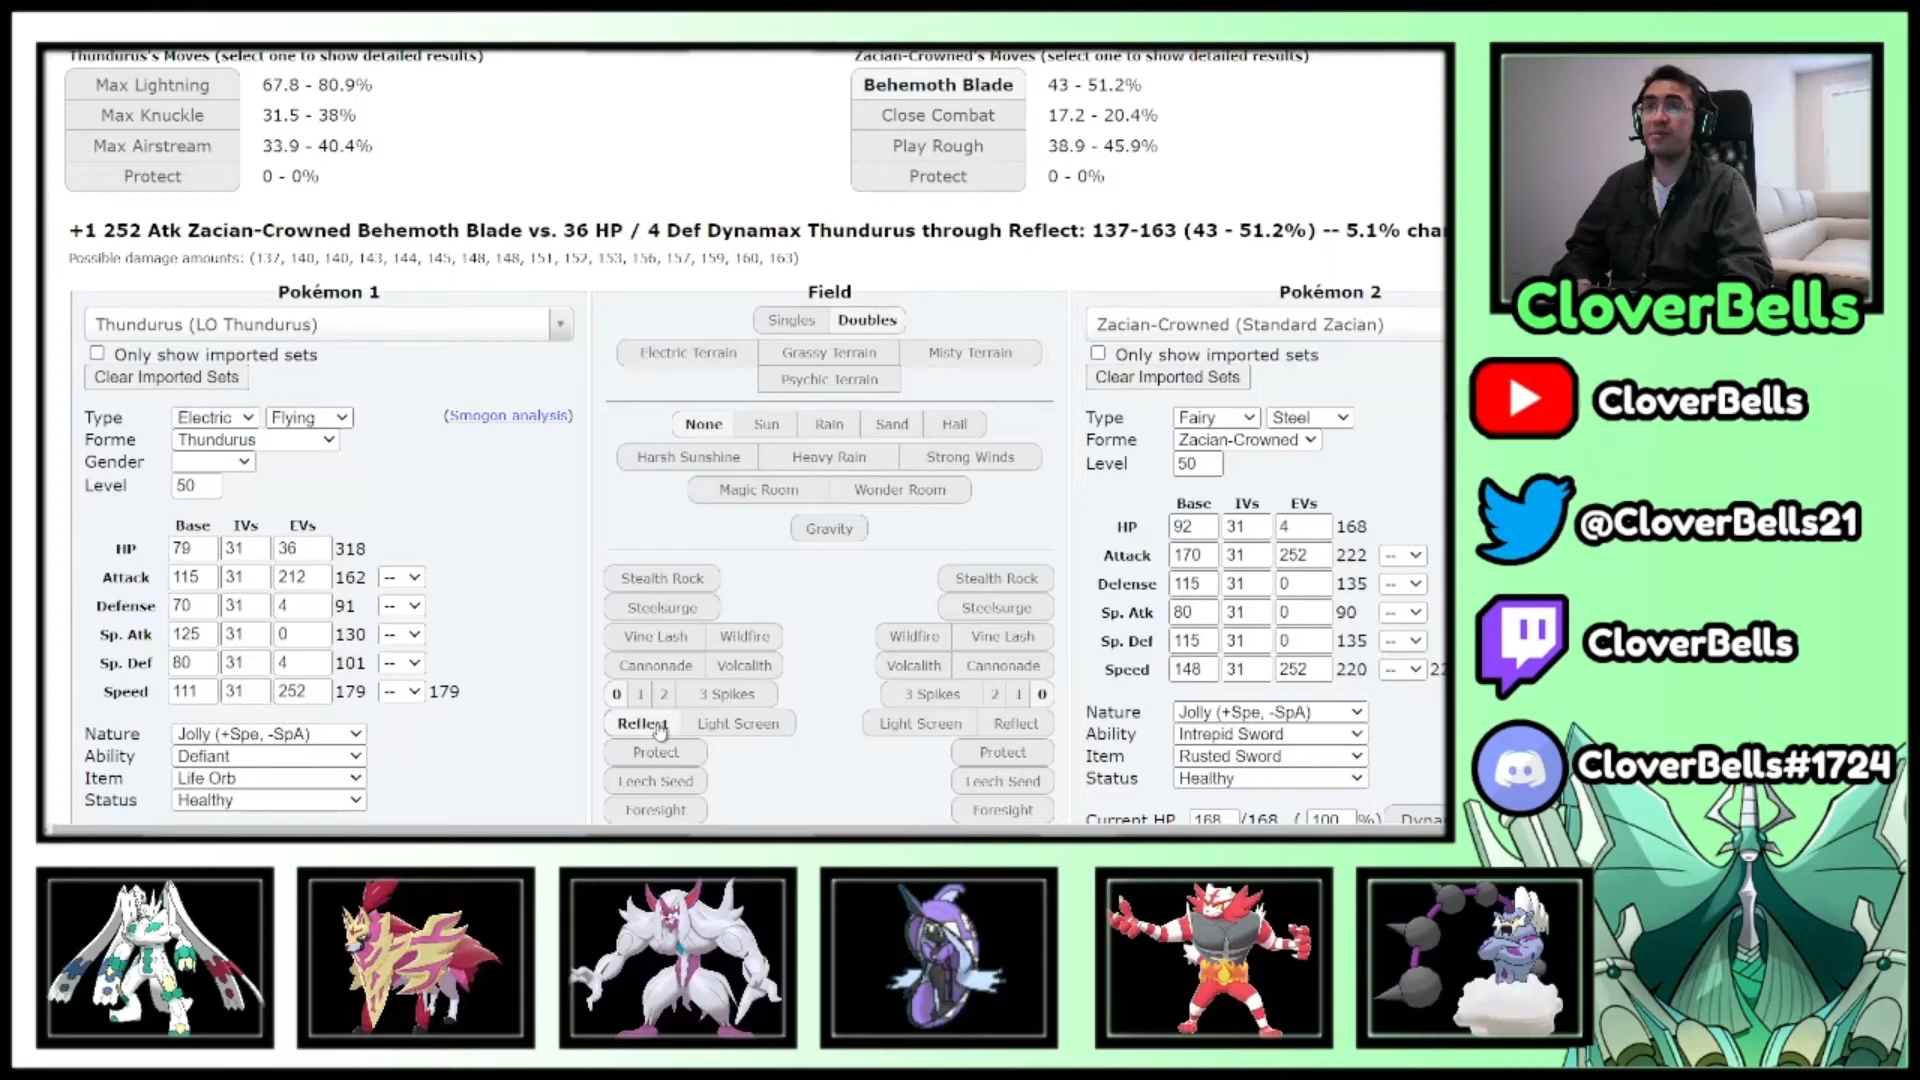 Thundurus's Moves (select one to show detailed results)
Max Lightning 67.8 - 80.9%
Max Knuckle 31.5 - 38%
Max Airstream 33.9 - 40.4%
Protect 0 - 0%
Zacian-Crowned's Moves (select one to show detailed results)
Behemoth Blade 43 - 51.2%
Close Combat 17.2 - 20.4%
Play Rough 38.9 - 45.9%
Protect 0 - 0%
+1 252 Atk Zacian-Crowned Behemoth Blade vs. 36 HP / 4 Def Dynamax Thundurus through Reflect: 137-163 (43 - 51.2%) -- 5.1% cha
Possible damage amounts: (137, 140, 140, 143, 144, 145, 148, 148, 151, 152, 153, 156, 157, 159, 160, 163)
Pokémon 1
Thundurus (LO Thundurus)
Only show imported sets
Clear Imported Sets
Type Electric Flying (Smogon analysis)
Forme Thundurus
Gender
Level 50
Base IVs EVs
HP 79 31 36 318
Attack 115 31 212 162 --
Defense 70 31 4 91 --
Sp. Atk 125 31 0 130 --
Sp. Def 80 31 4 101 --
Speed 111 31 252 179 -- 179
Nature Jolly (+Spe, -SpA)
Ability Defiant
Item Life Orb
Status Healthy
Field
Singles Doubles
Electric Terrain Grassy Terrain Misty Terrain
Psychic Terrain
None Sun Rain Sand Hail
Harsh Sunshine Heavy Rain Strong Winds
Magic Room Wonder Room
Gravity
Stealth Rock Stealth Rock
Steelsurge Steelsurge
Vine Lash Wildfire Wildfire Vine Lash
Cannonade Volcalith Volcalith Cannonade
0 1 2 3 Spikes 3 Spikes 2 1 0
Reflect Light Screen Light Screen Reflect
Protect Protect
Leech Seed Leech Seed
Foresight Foresight
Pokémon 2
Zacian-Crowned (Standard Zacian)
Only show imported sets
Clear Imported Sets
Type Fairy Steel
Forme Zacian-Crowned
Level 50
Base IVs EVs
HP 92 31 4 168
Attack 170 31 252 222 --
Defense 115 31 0 135 --
Sp. Atk 80 31 0 90 --
Sp. Def 115 31 0 135 --
Speed 148 31 252 220 -- 22
Nature Jolly (+Spe, -SpA)
Ability Intrepid Sword
Item Rusted Sword
Status Healthy
Current HP 168 /168 ( 100 %) Dyna
CloverBells
CloverBells
@CloverBells21
CloverBells
CloverBells#1724